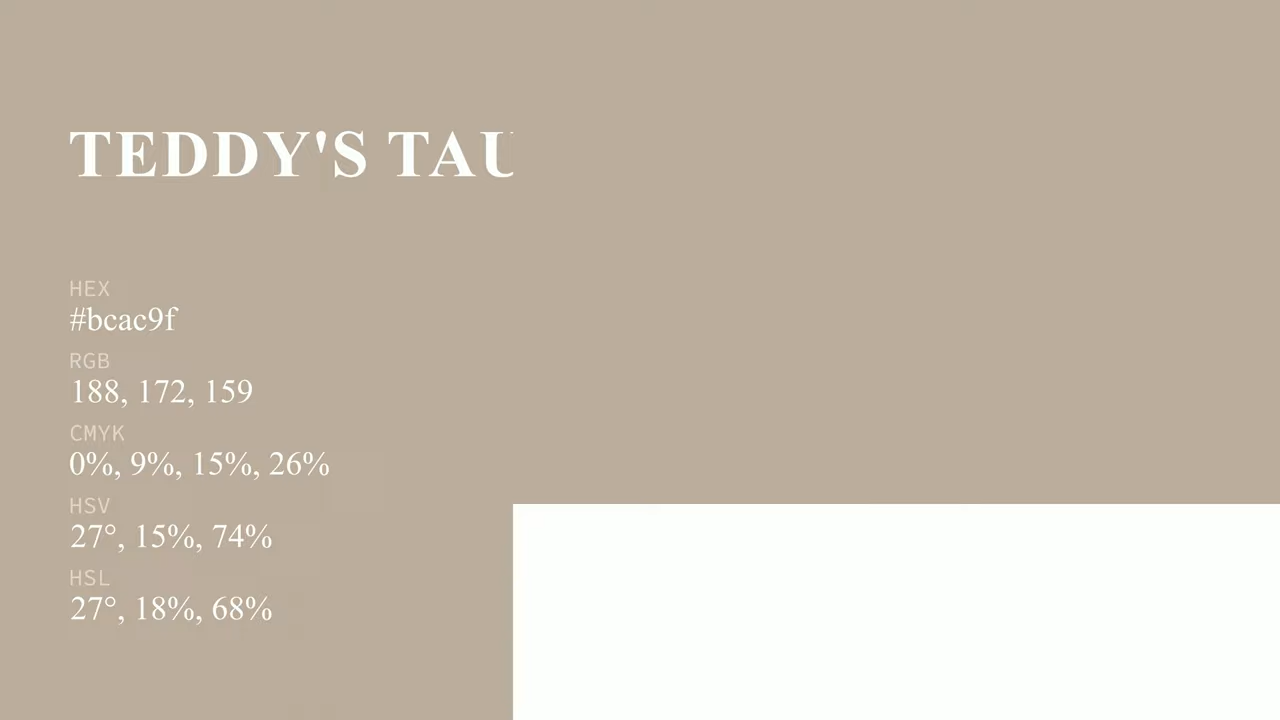 TEDDY'S TAU
HEX
#bcac9f
RGB
188, 172, 159
CMYK
0%, 9%, 15%, 26%
HSV
27°, 15%, 74%
HSL
27°, 18%, 68%